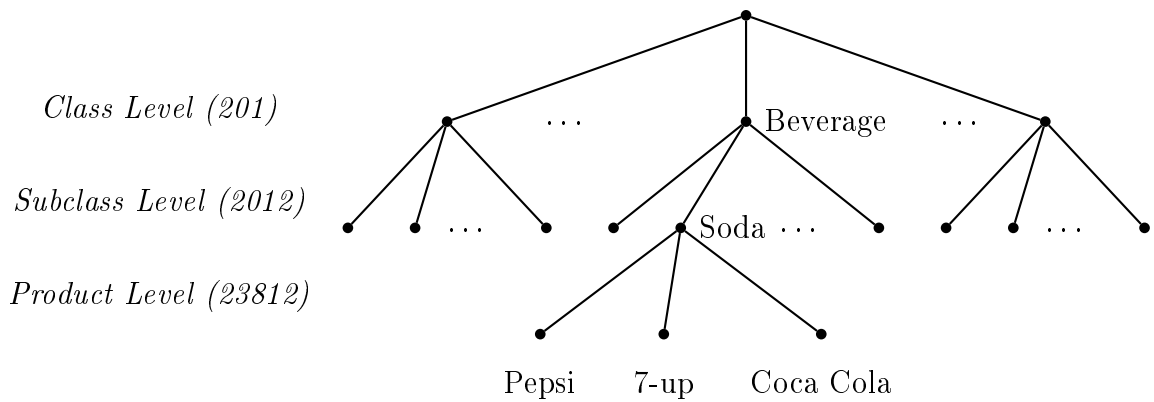 Class Level (201)
... Beverage ...
Subclass Level (2012)
... Soda ... ...
Product Level (23812)
Pepsi 7-up Coca Cola